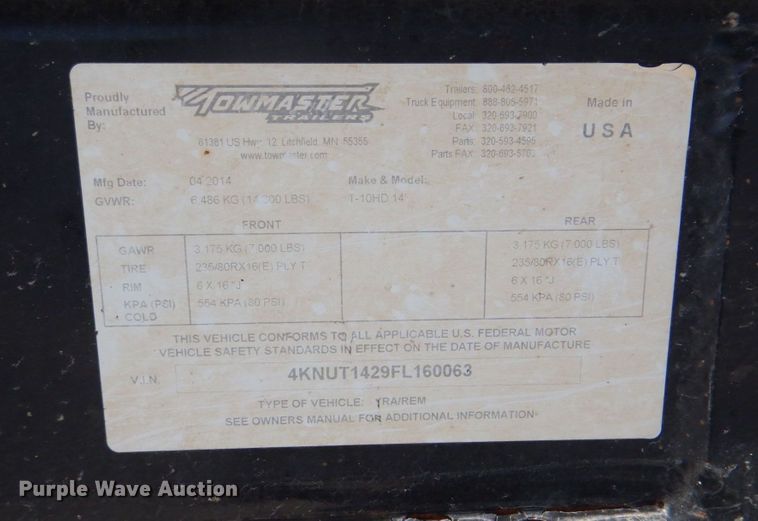 Proudly
Manufactured
By:
TOWMASTER
TRAILERS
61381 US Hwy 12, Litchfield, MN 55355
www.towmaster.com
Trailers: 800-462-4517
Truck Equipment: 888-805-5971
Local: 320-693-7900
FAX: 320-693-7921
Parts: 320-593-4595
Parts FAX:
Made in
USA
Mfg Date: 04 2014
Make & Model:
GVWR: 6,486 KG LBS)
T-10HD 14'
FRONT
REAR
GAWR 3,175 KG (7,000 LBS) 3,175 KG (7,000 LBS)
TIRE 235/80RX16(E) PLY T 235/80RX16(E) PLY T
RIM 6 X 16 "J 6 X 16 "J
KPA (PSI) 554 KPA (80 PSI) 554 KPA (80 PSI)
COLD
THIS VEHICLE CONFORMS TO ALL APPLICABLE U.S. FEDERAL MOTOR
VEHICLE SAFETY STANDARDS IN EFFECT ON THE DATE OF MANUFACTURE
V.I.N. 4KNUT1429FL160063
TYPE OF VEHICLE: TRA/REM
SEE OWNERS MANUAL FOR ADDITIONAL INFORMATION
Purple Wave Auction